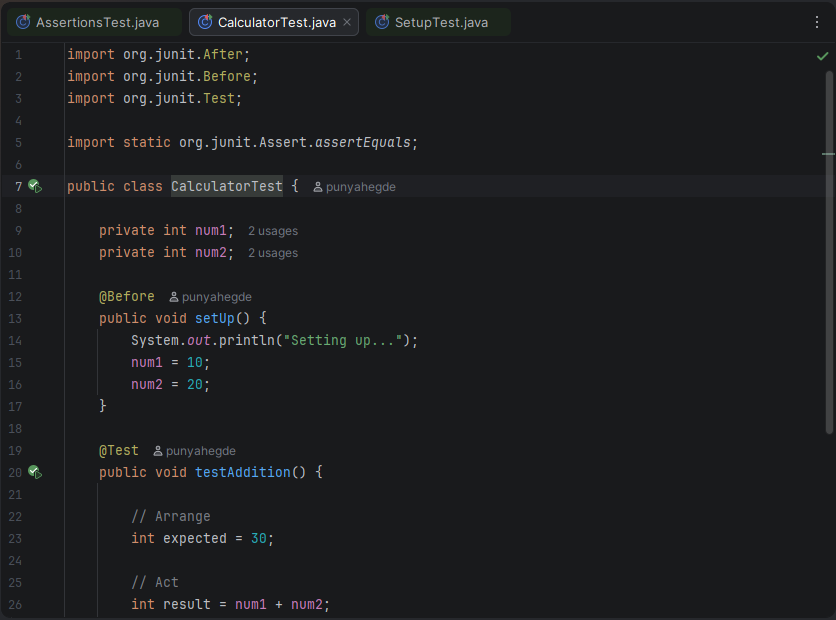 AssertionsTest.java CalculatorTest.java SetupTest.java
1 import org.junit.After;
2 import org.junit.Before;
3 import org.junit.Test;
4
5 import static org.junit.Assert.assertEquals;
6
7 public class CalculatorTest { punyahegde
8
9 private int num1; 2 usages
10 private int num2; 2 usages
11
12 @Before punyahegde
13 public void setUp() {
14 System.out.println("Setting up...");
15 num1 = 10;
16 num2 = 20;
17 }
18
19 @Test punyahegde
20 public void testAddition() {
21
22 // Arrange
23 int expected = 30;
24
25 // Act
26 int result = num1 + num2;